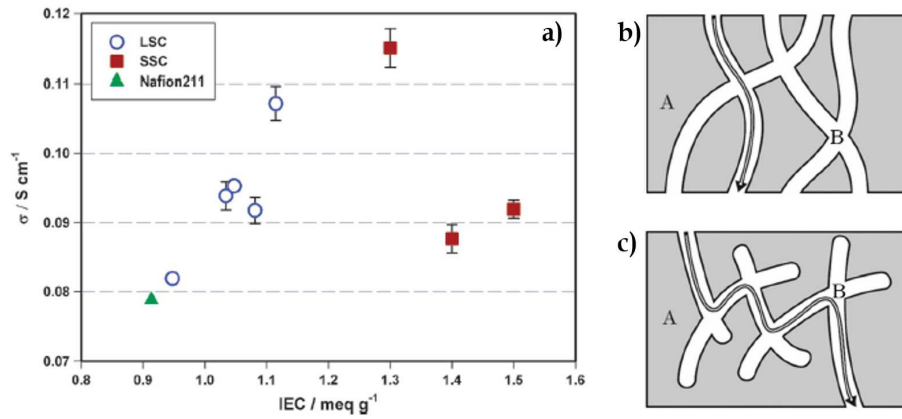 a)
LSC
SSC
Nafion211
0.12
0.11
0.10
0.09
0.08
0.07
σ / S cm⁻¹
0.8 0.9 1.0 1.1 1.2 1.3 1.4 1.5 1.6
IEC / meq g⁻¹
b)
A
B
c)
A
B